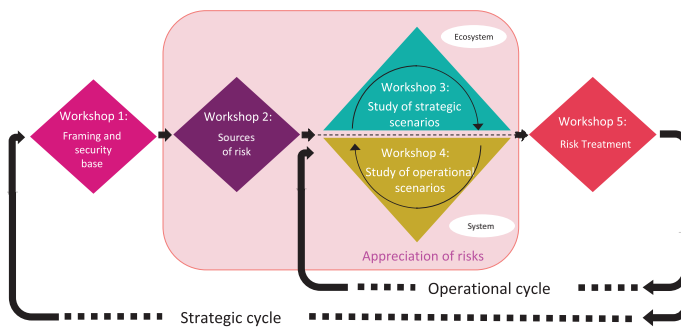 Ecosystem
Workshop 1:
Framing and
security
base
Workshop 2:
Sources
of risk
Workshop 3:
Study of strategic
scenarios
Workshop 4:
Study of operational
scenarios
Workshop 5:
Risk Treatment
System
Appreciation of risks
Operational cycle
Strategic cycle